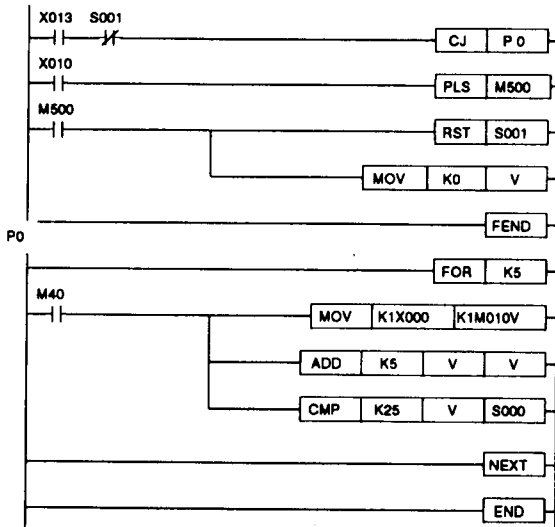 X013 S001
CJ P0
X010
PLS M500
M500
RST S001
MOV K0 V
FEND
P0
FOR K5
M40
MOV K1X000 K1M010V
ADD K5 V V
CMP K25 V S000
NEXT
END